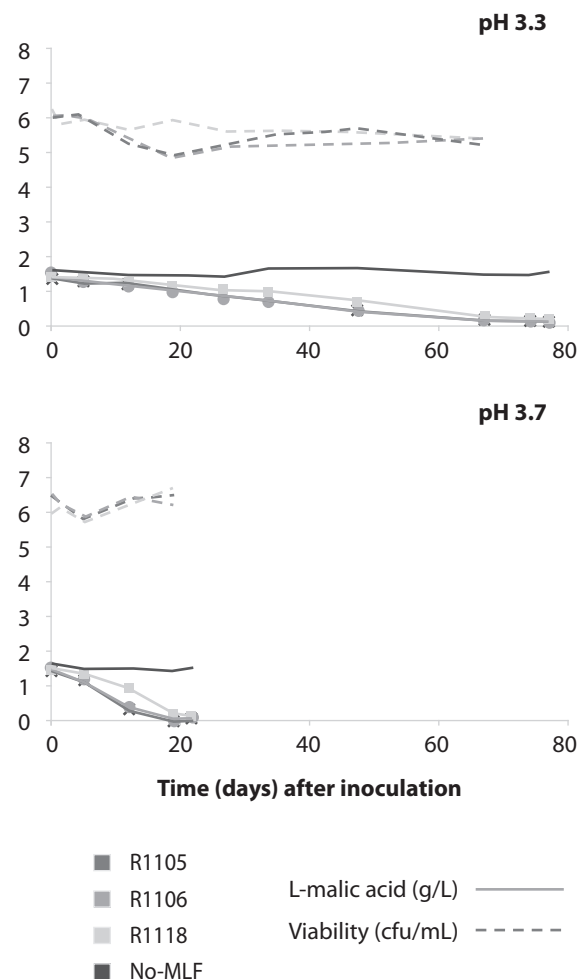 pH 3.3
8
7
6
5
4
3
2
1
0
0 20 40 60 80
pH 3.7
8
7
6
5
4
3
2
1
0
0 20 40 60 80
Time (days) after inoculation
R1105
R1106
R1118
No-MLF
L-malic acid (g/L)
Viability (cfu/mL)